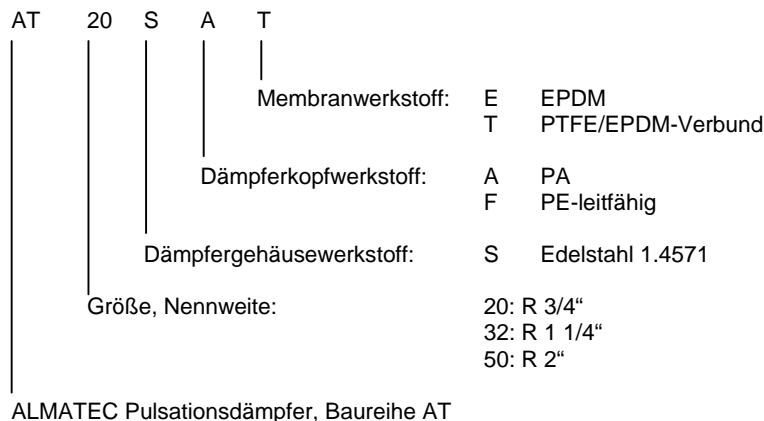 AT 20 S A T
Membranwerkstoff: E EPDM
T PTFE/EPDM-Verbund
Dämpferkopfwerkstoff: A PA
F PE-leitfähig
Dämpfergehäusewerkstoff: S Edelstahl 1.4571
Größe, Nennweite: 20: R 3/4“
32: R 1 1/4“
50: R 2“
ALMATEC Pulsationsdämpfer, Baureihe AT